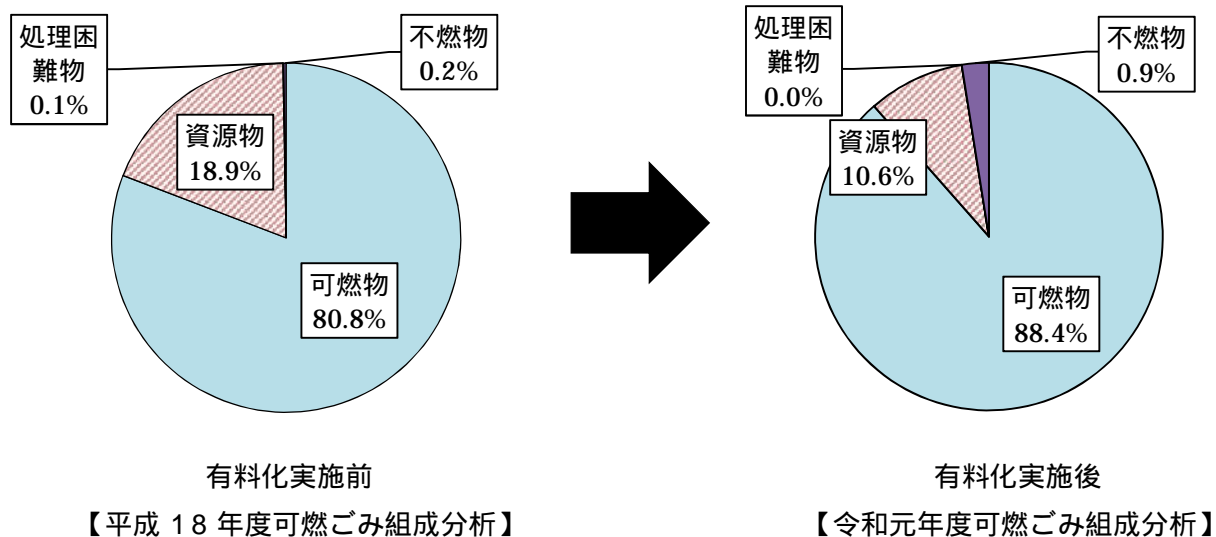 処理困
難物
0.1%
不燃物
0.2%
資源物
18.9%
可燃物
80.8%
有料化実施前
【平成 18 年度可燃ごみ組成分析】
処理困
難物
0.0%
不燃物
0.9%
資源物
10.6%
可燃物
88.4%
有料化実施後
【令和元年度可燃ごみ組成分析】